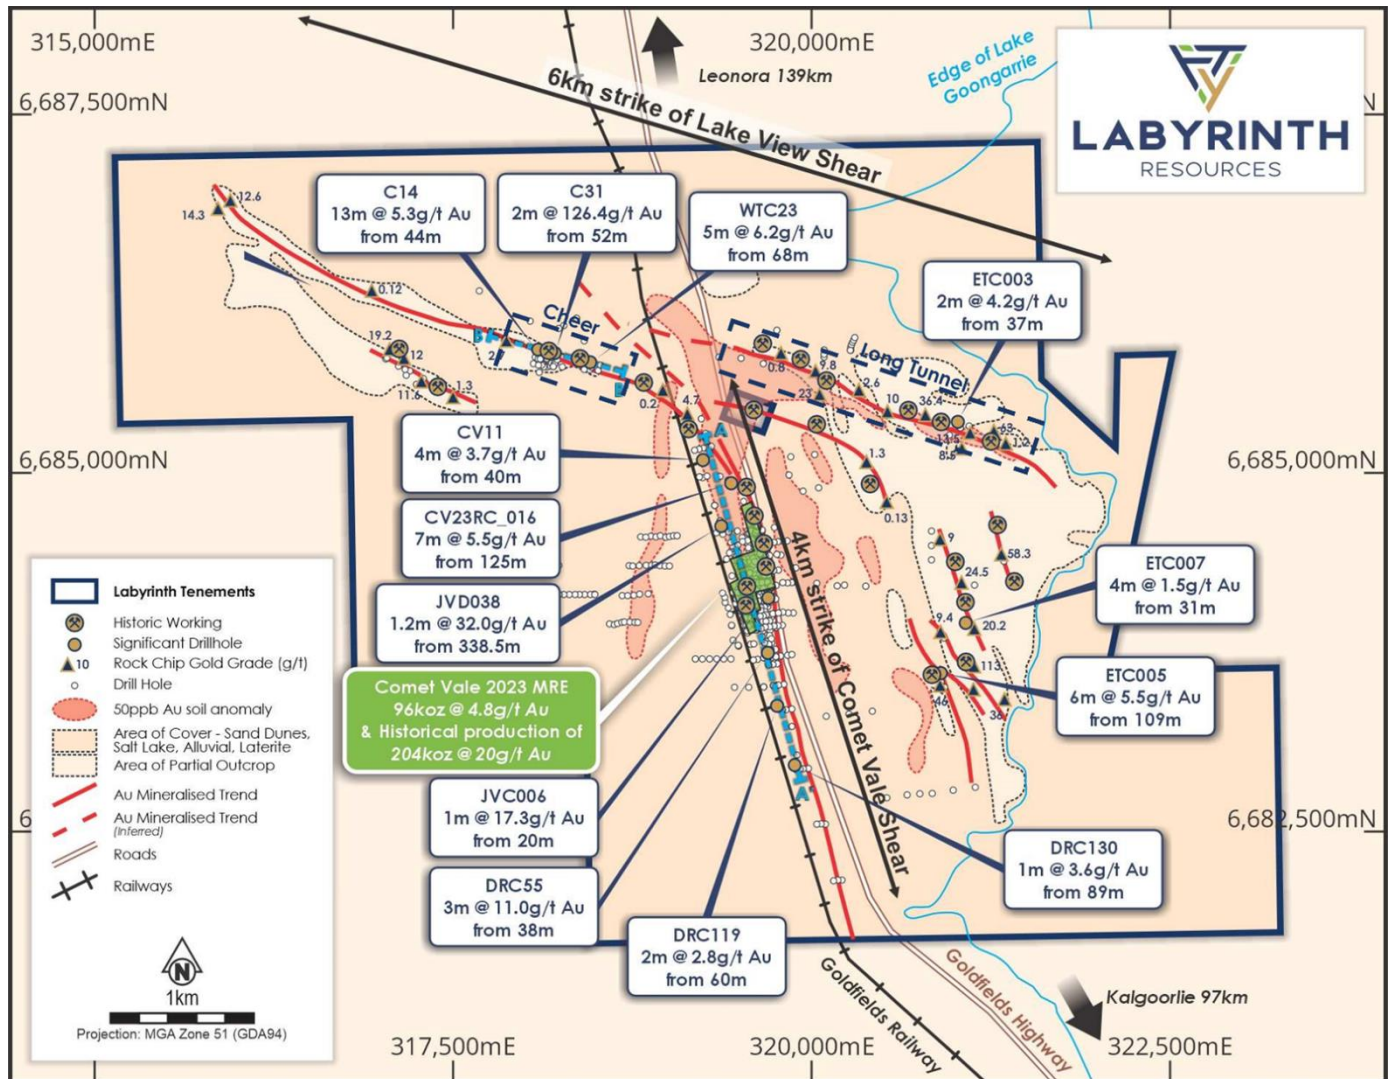 315,000mE
320,000mE
Leonora 139km
Edge of Lake
Goongarrie
6,687,500mN
N
6km strike of Lake View Shear
LABYRINTH
RESOURCES
C14
13m @ 5.3g/t Au
from 44m
C31
2m @ 126.4g/t Au
from 52m
WTC23
5m @ 6.2g/t Au
from 68m
ETC003
2m @ 4.2g/t Au
from 37m
12.6
14.3
0.12
Cheer
19.2
12
11.6
1.3
0.2
4.7
Long Tunnel
0.8
9.8
23
2.6
10
36.4
63
1.2
8.5
1.3
0.13
A
CV11
4m @ 3.7g/t Au
from 40m
6,685,000mN
6,685,000mN
CV23RC_016
7m @ 5.5g/t Au
from 125m
JVD038
1.2m @ 32.0g/t Au
from 338.5m
4km strike of Comet Vale Shear
9
58.3
24.5
20.2
9.4
113
46
36
ETC007
4m @ 1.5g/t Au
from 31m
ETC005
6m @ 5.5g/t Au
from 109m
Comet Vale 2023 MRE
96koz @ 4.8g/t Au
& Historical production of
204koz @ 20g/t Au
Labyrinth Tenements
Historic Working
Significant Drillhole
10 Rock Chip Gold Grade (g/t)
Drill Hole
50ppb Au soil anomaly
Area of Cover - Sand Dunes,
Salt Lake, Alluvial, Laterite
Area of Partial Outcrop
Au Mineralised Trend
Au Mineralised Trend
(Inferred)
Roads
Railways
N
1km
Projection: MGA Zone 51 (GDA94)
JVC006
1m @ 17.3g/t Au
from 20m
A'
6,682,500mN
DRC55
3m @ 11.0g/t Au
from 38m
DRC130
1m @ 3.6g/t Au
from 89m
DRC119
2m @ 2.8g/t Au
from 60m
Goldfields Railway
Goldfields Highway
Kalgoorlie 97km
317,500mE
320,000mE
322,500mE